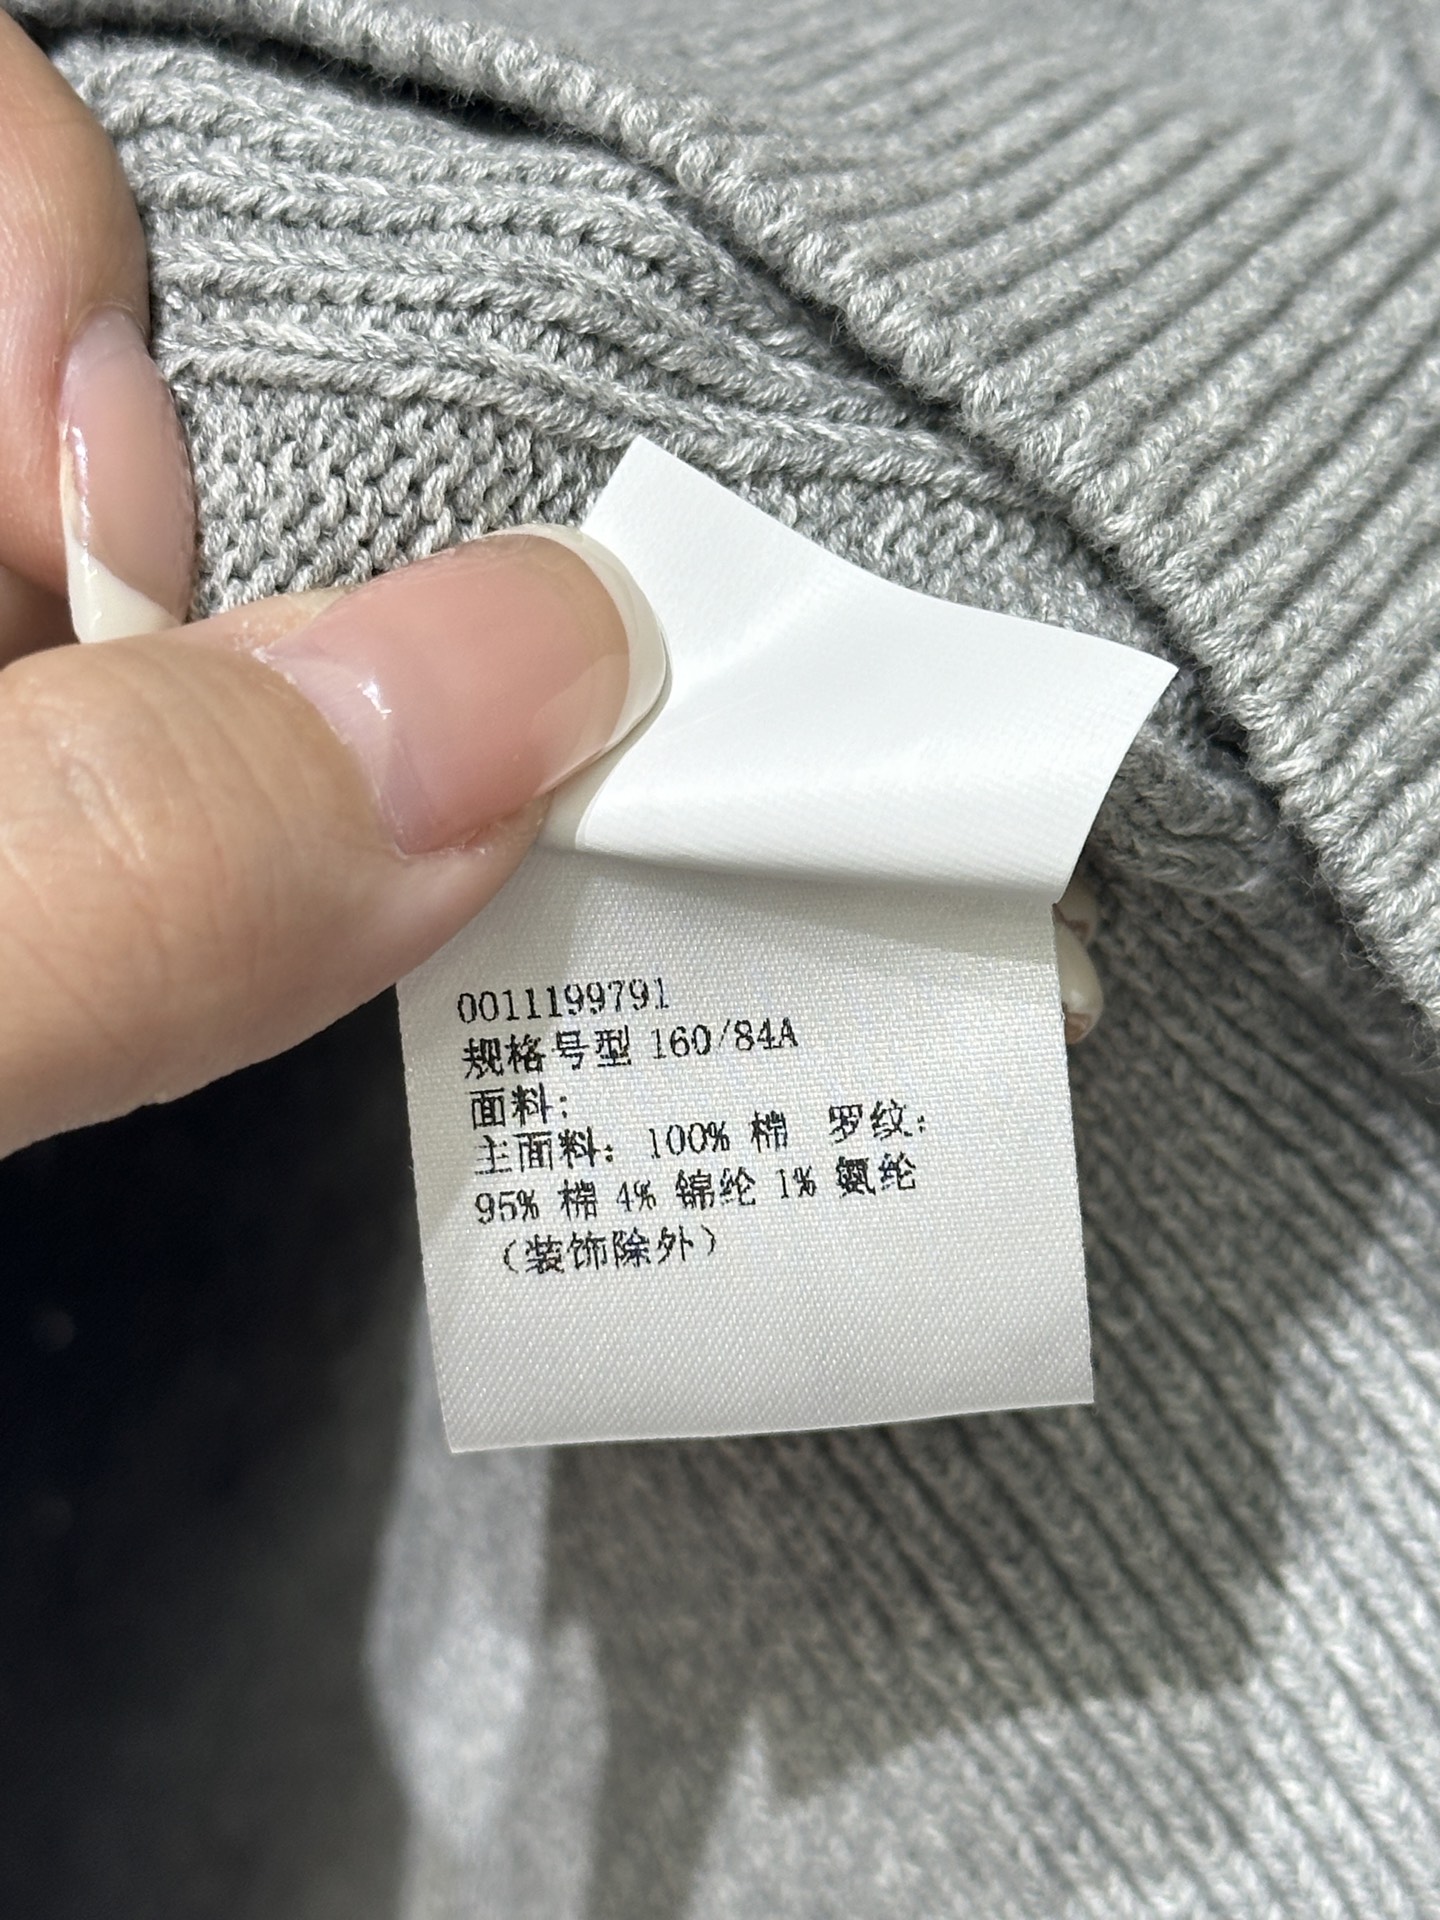 0011199791
规格号型 160/84A
面料:
主面料: 100% 棉 罗纹:
95% 棉 4% 锦纶 1% 氨纶
(装饰除外)